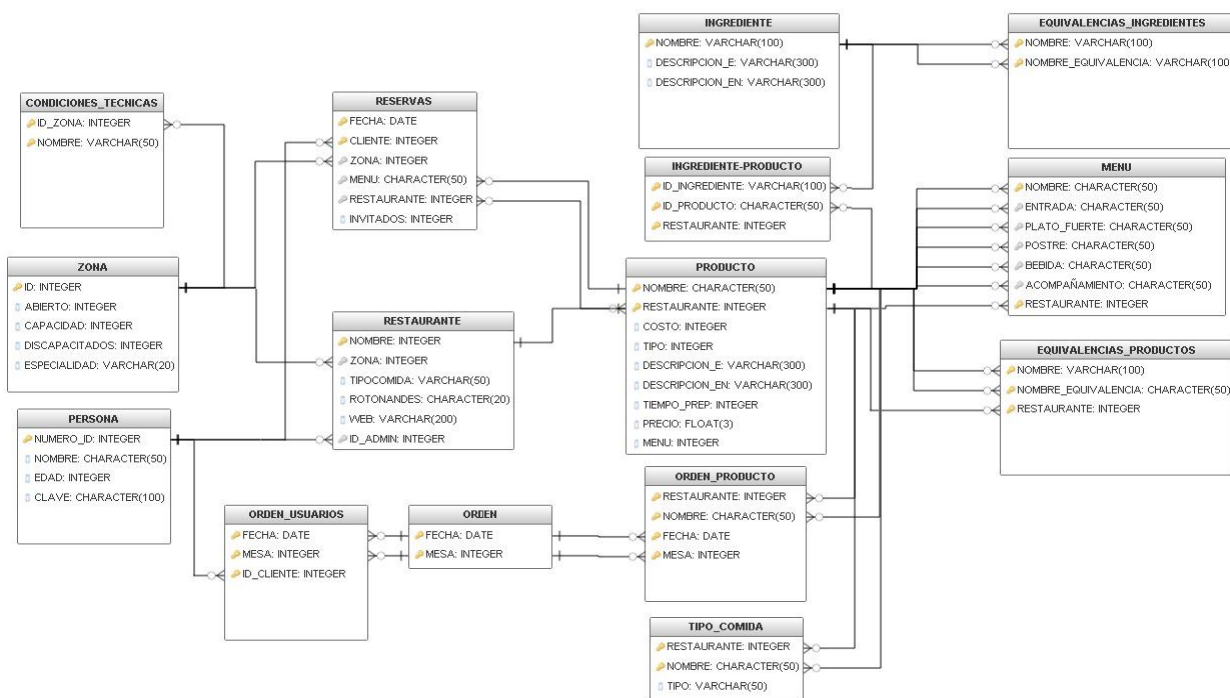 INGREDIENTE
NOMBRE: VARCHAR(100)
DESCRIPCION_E: VARCHAR(300)
DESCRIPCION_EN: VARCHAR(300)
EQUIVALENCIAS_INGREDIENTES
NOMBRE: VARCHAR(100)
NOMBRE_EQUIVALENCIA: VARCHAR(100
CONDICIONES_TECNICAS
ID_ZONA: INTEGER
NOMBRE: VARCHAR(50)
RESERVAS
FECHA: DATE
CLIENTE: INTEGER
ZONA: INTEGER
MENU: CHARACTER(50)
RESTAURANTE: INTEGER
INVITADOS: INTEGER
INGREDIENTE-PRODUCTO
ID_INGREDIENTE: VARCHAR(100)
ID_PRODUCTO: CHARACTER(50)
RESTAURANTE: INTEGER
MENU
NOMBRE: CHARACTER(50)
ENTRADA: CHARACTER(50)
PLATO_FUERTE: CHARACTER(50)
POSTRE: CHARACTER(50)
BEBIDA: CHARACTER(50)
ACOMPAÑAMIENTO: CHARACTER(50)
RESTAURANTE: INTEGER
ZONA
ID: INTEGER
ABIERTO: INTEGER
CAPACIDAD: INTEGER
DISCAPACITADOS: INTEGER
ESPECIALIDAD: VARCHAR(20)
RESTAURANTE
NOMBRE: INTEGER
ZONA: INTEGER
TIPOCOMIDA: VARCHAR(50)
ROTONANDES: CHARACTER(20)
WEB: VARCHAR(200)
ID_ADMIN: INTEGER
PRODUCTO
NOMBRE: CHARACTER(50)
RESTAURANTE: INTEGER
COSTO: INTEGER
TIPO: INTEGER
DESCRIPCION_E: VARCHAR(300)
DESCRIPCION_EN: VARCHAR(300)
TIEMPO_PREP: INTEGER
PRECIO: FLOAT(3)
MENU: INTEGER
EQUIVALENCIAS_PRODUCTOS
NOMBRE: VARCHAR(100)
NOMBRE_EQUIVALENCIA: CHARACTER(50)
RESTAURANTE: INTEGER
PERSONA
NUMERO_ID: INTEGER
NOMBRE: CHARACTER(50)
EDAD: INTEGER
CLAVE: CHARACTER(100)
ORDEN_USUARIOS
FECHA: DATE
MESA: INTEGER
ID_CLIENTE: INTEGER
ORDEN
FECHA: DATE
MESA: INTEGER
ORDEN_PRODUCTO
RESTAURANTE: INTEGER
NOMBRE: CHARACTER(50)
FECHA: DATE
MESA: INTEGER
TIPO_COMIDA
RESTAURANTE: INTEGER
NOMBRE: CHARACTER(50)
TIPO: VARCHAR(50)